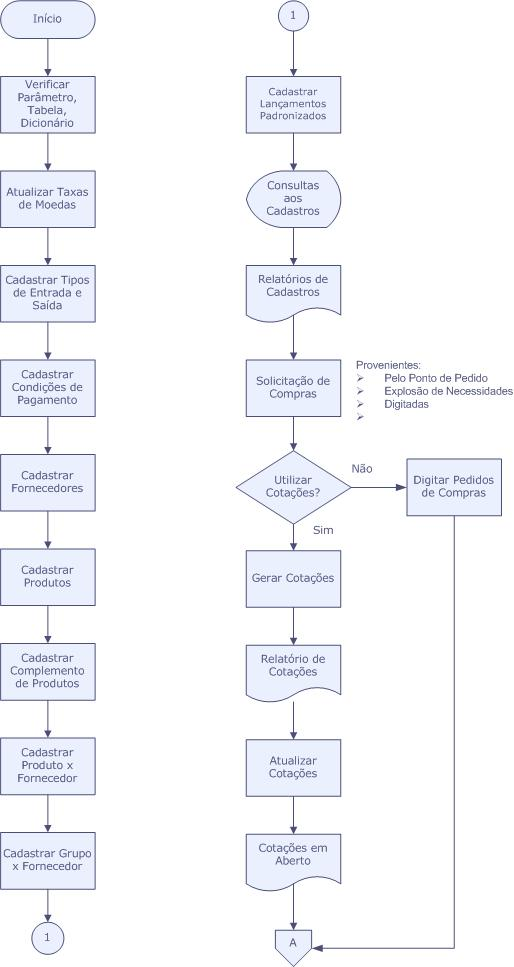 Início
Verificar
Parâmetro,
Tabela,
Dicionário
Atualizar Taxas
de Moedas
Cadastrar Tipos
de Entrada e
Saída
Cadastrar
Condições de
Pagamento
Cadastrar
Fornecedores
Cadastrar
Produtos
Cadastrar
Complemento
de Produtos
Cadastrar
Produto x
Fornecedor
Cadastrar Grupo
x Fornecedor
1
1
Cadastrar
Lançamentos
Padronizados
Consultas
aos
Cadastros
Relatórios de
Cadastros
Solicitação de
Compras
Provenientes:
Pelo Ponto de Pedido
Explosão de Necessidades
Digitadas
Utilizar
Cotações?
Não
Digitar Pedidos
de Compras
Sim
Gerar Cotações
Relatório de
Cotações
Atualizar
Cotações
Cotações em
Aberto
A